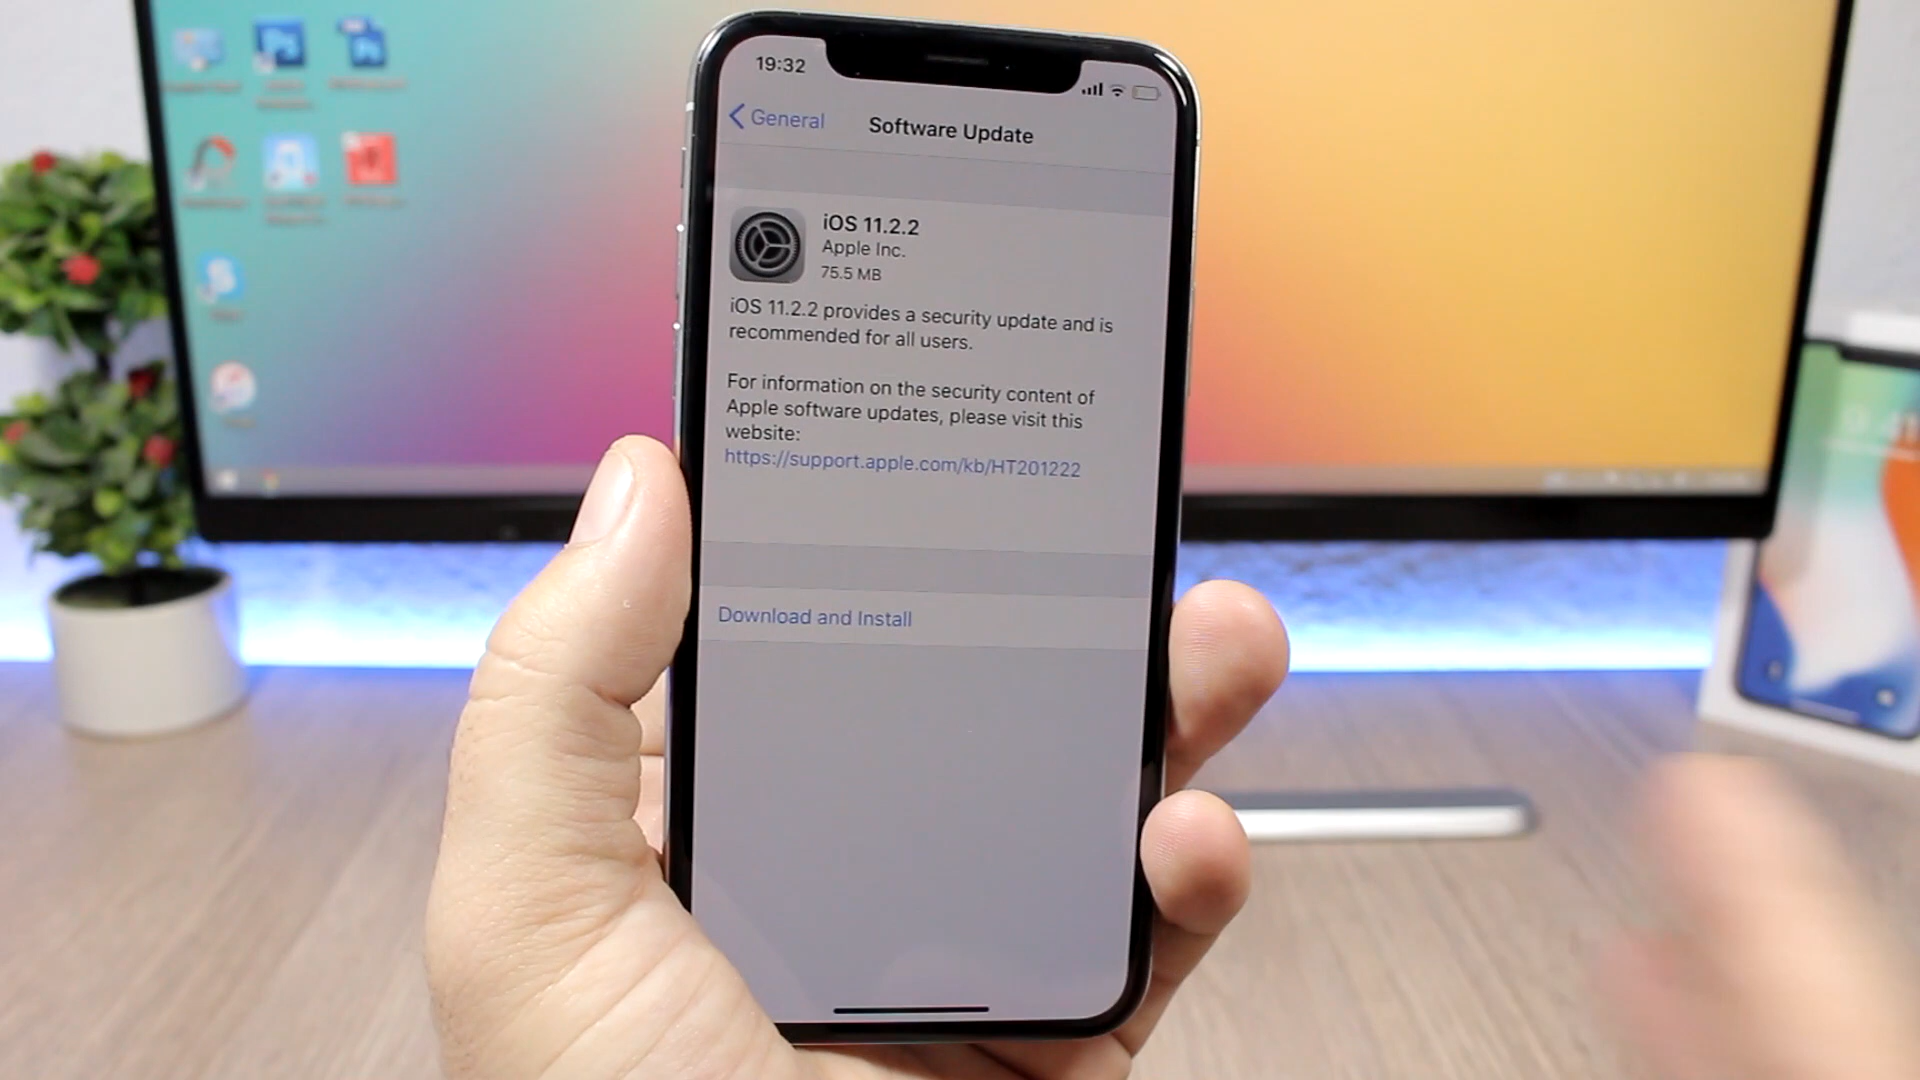 19:32
General
Software Update
iOS 11.2.2
Apple Inc.
75.5 MB
iOS 11.2.2 provides a security update and is
recommended for all users.
For information on the security content of
Apple software updates, please visit this
website:
https://support.apple.com/kb/HT201222
Download and Install
Ps